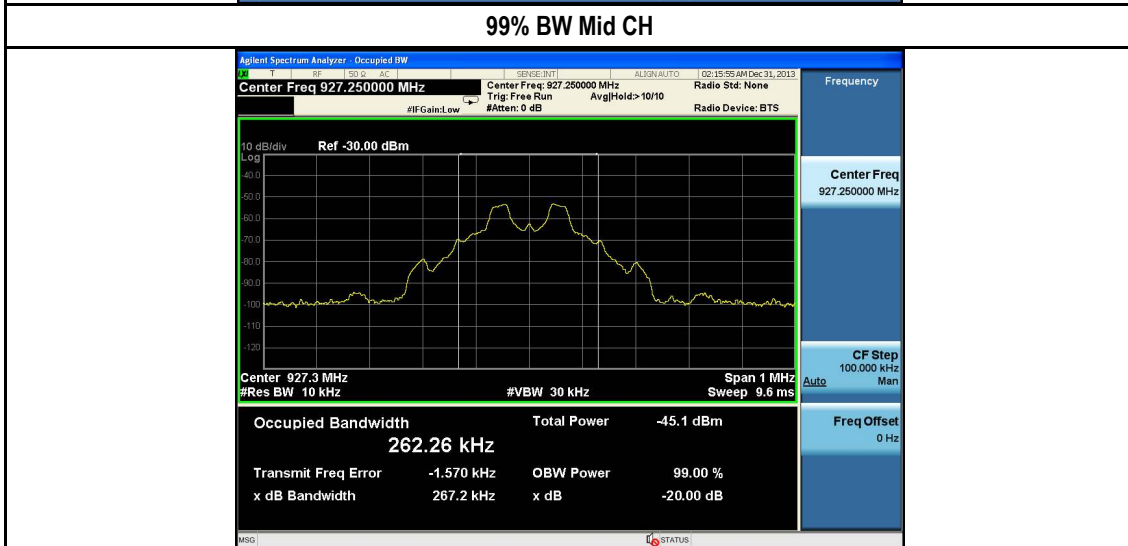 99% BW Mid CH
Agilent Spectrum Analyzer - Occupied BW
LXI T RF 50 Ω AC SENSE:INT ALIGN AUTO 02:15:55 AM Dec 31, 2013
Center Freq 927.250000 MHz
Center Freq: 927.250000 MHz Radio Std: None
Trig: Free Run Avg|Hold:>10/10
#IFGain:Low #Atten: 0 dB Radio Device: BTS
Frequency
10 dB/div Ref -30.00 dBm
Log
-40.0
-50.0
-60.0
-70.0
-80.0
-90.0
-100
-110
-120
Center Freq
927.250000 MHz
Center 927.3 MHz Span 1 MHz
#Res BW 10 kHz #VBW 30 kHz Sweep 9.6 ms
CF Step
100.000 kHz
Auto Man
Occupied Bandwidth Total Power -45.1 dBm
262.26 kHz
Transmit Freq Error -1.570 kHz OBW Power 99.00 %
x dB Bandwidth 267.2 kHz x dB -20.00 dB
Freq Offset
0 Hz
MSG STATUS